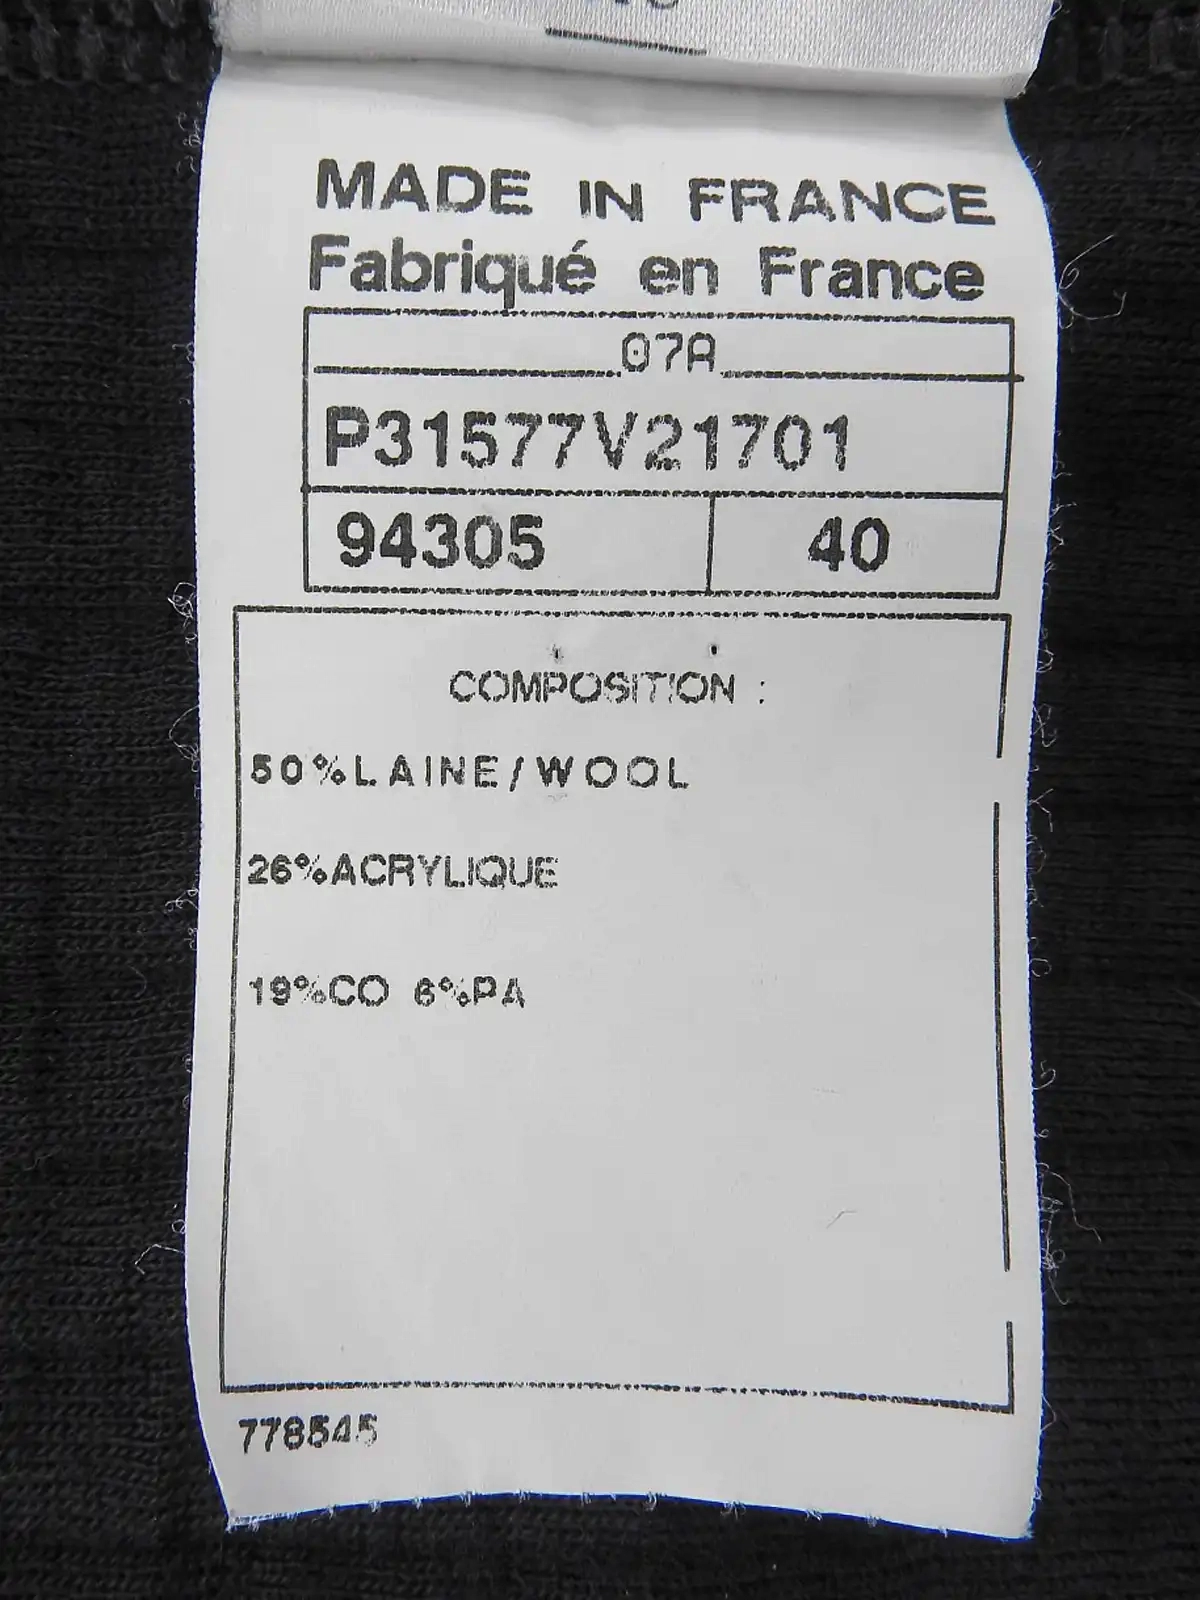 MADE IN FRANCE
Fabriqué en France
07A
P31577V21701
94305 40
COMPOSITION :
50%LAINE/WOOL
26%ACRYLIQUE
19%CO 6%PA
778545